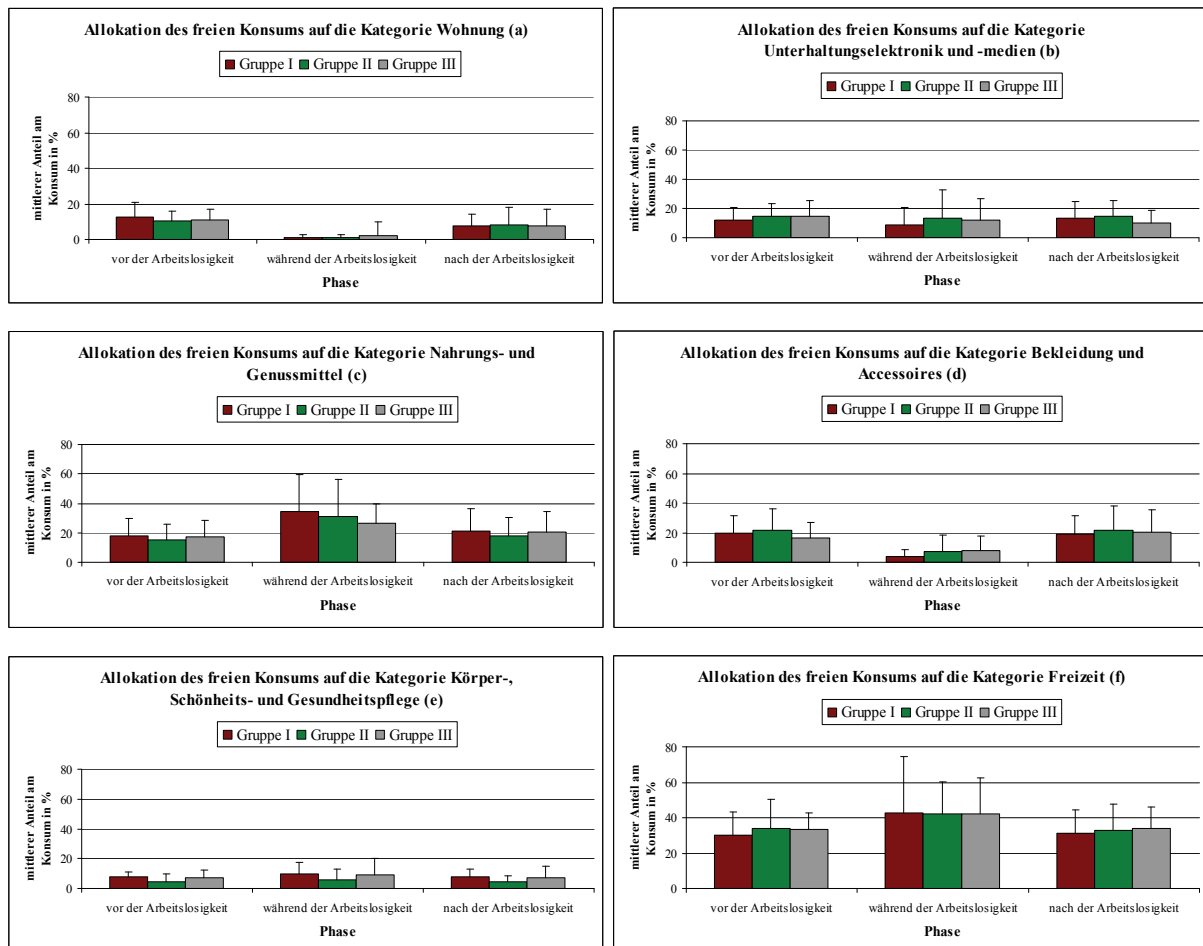 Allokation des freien Konsums auf die Kategorie Wohnung (a)
Gruppe I Gruppe II Gruppe III
mittlerer Anteil am
Konsum in %
80
60
40
20
0
vor der Arbeitslosigkeit während der Arbeitslosigkeit nach der Arbeitslosigkeit
Phase
Allokation des freien Konsums auf die Kategorie
Unterhaltungselektronik und -medien (b)
Gruppe I Gruppe II Gruppe III
mittlerer Anteil am
Konsum in %
80
60
40
20
0
vor der Arbeitslosigkeit während der Arbeitslosigkeit nach der Arbeitslosigkeit
Phase
Allokation des freien Konsums auf die Kategorie Nahrungs- und
Genussmittel (c)
Gruppe I Gruppe II Gruppe III
mittlerer Anteil am
Konsum in %
80
60
40
20
0
vor der Arbeitslosigkeit während der Arbeitslosigkeit nach der Arbeitslosigkeit
Phase
Allokation des freien Konsums auf die Kategorie Bekleidung und
Accessoires (d)
Gruppe I Gruppe II Gruppe III
mittlerer Anteil am
Konsum in %
80
60
40
20
0
vor der Arbeitslosigkeit während der Arbeitslosigkeit nach der Arbeitslosigkeit
Phase
Allokation des freien Konsums auf die Kategorie Körper-,
Schönheits- und Gesundheitspflege (e)
Gruppe I Gruppe II Gruppe III
mittlerer Anteil am
Konsum in %
80
60
40
20
0
vor der Arbeitslosigkeit während der Arbeitslosigkeit nach der Arbeitslosigkeit
Phase
Allokation des freien Konsums auf die Kategorie Freizeit (f)
Gruppe I Gruppe II Gruppe III
mittlerer Anteil am
Konsum in %
80
60
40
20
0
vor der Arbeitslosigkeit während der Arbeitslosigkeit nach der Arbeitslosigkeit
Phase